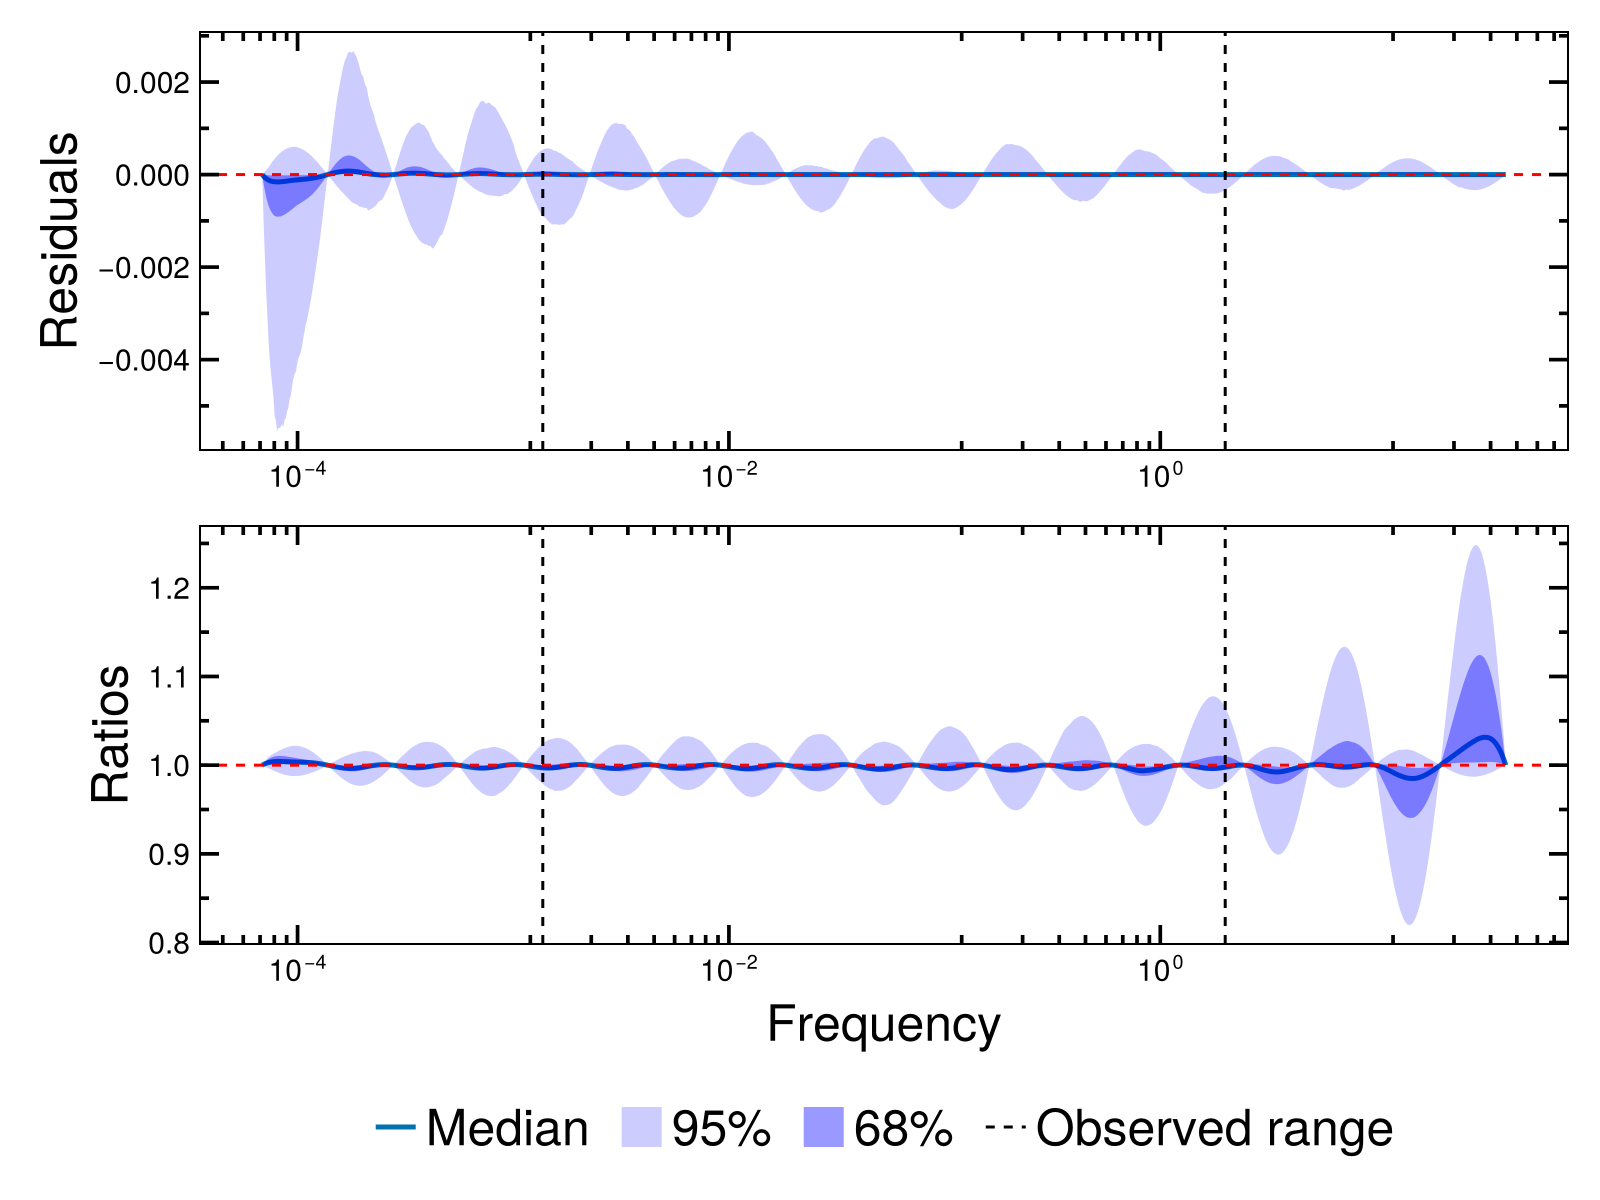 Residuals
0.002
0.000
−0.002
−0.004
10⁻⁴ 10⁻² 10⁰
Ratios
1.2
1.1
1.0
0.9
0.8
10⁻⁴ 10⁻² 10⁰
Frequency
Median 95% 68% Observed range